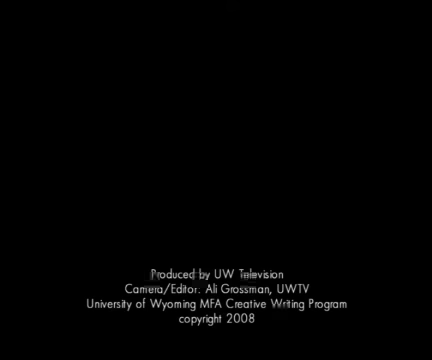 Produced by UW Television
Camera/Editor: Ali Grossman, UWTV
University of Wyoming MFA Creative Writing Program
copyright 2008